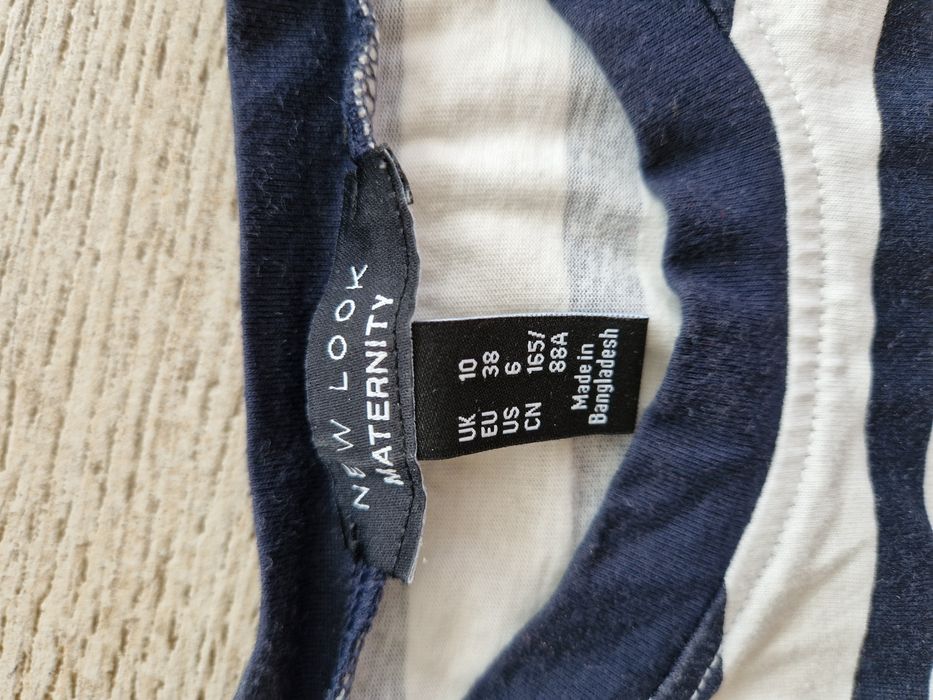 NEW LOOK
MATERNITY
UK 10
EU 38
US 6
CN 165/
88A
Made in
Bangladesh